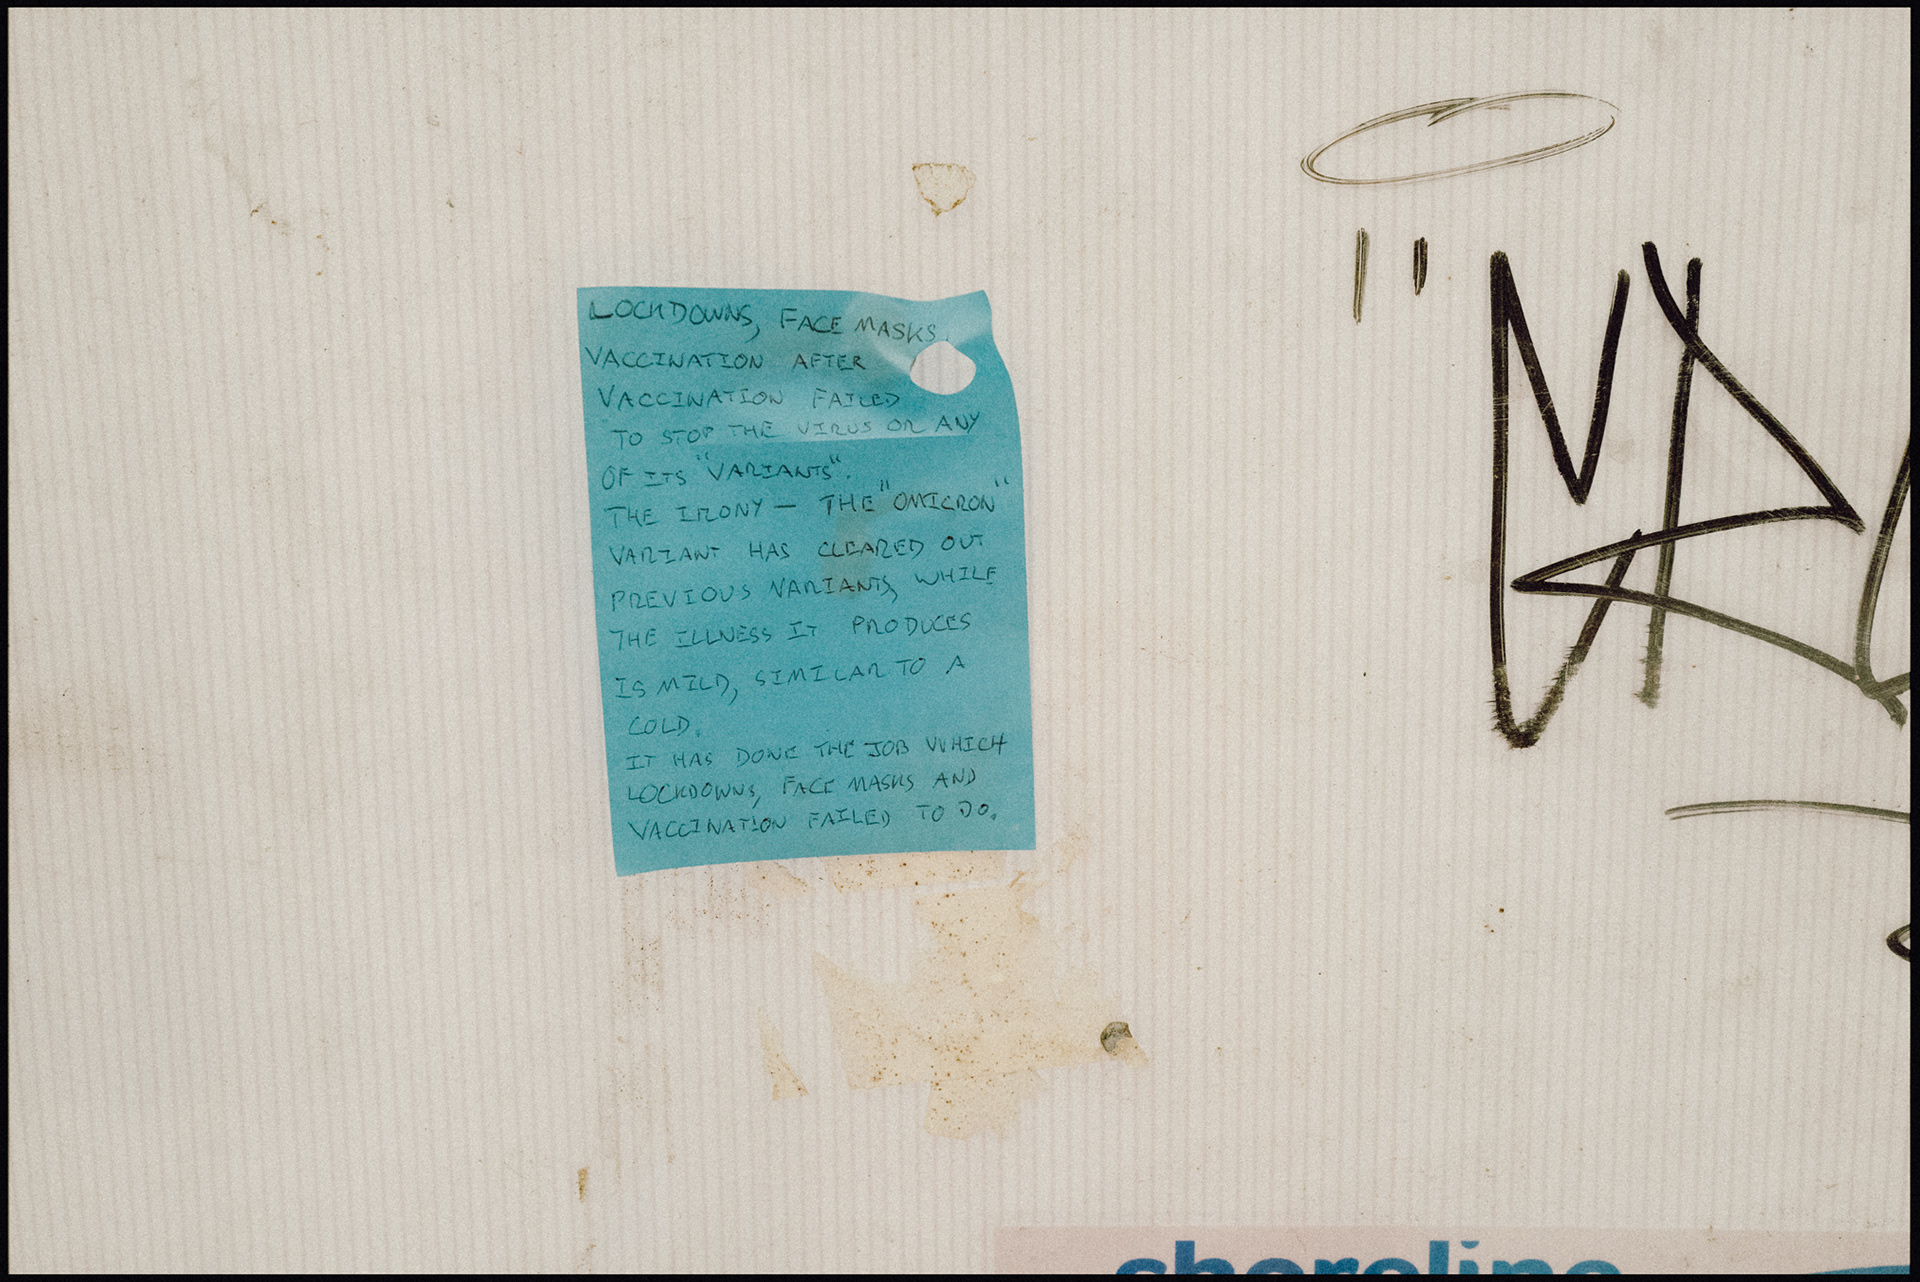 LOCKDOWNS, FACE MASKS,
VACCINATION AFTER
VACCINATION FAILED
TO STOP THE VIRUS OR ANY
OF ITS "VARIANTS".
THE IRONY — THE "OMICRON"
VARIANT HAS CLEARED OUT
PREVIOUS VARIANTS, WHILE
THE ILLNESS IT PRODUCES
IS MILD, SIMILAR TO A
COLD.
IT HAS DONE THE JOB WHICH
LOCKDOWNS, FACE MASKS AND
VACCINATION FAILED TO DO.
shoreline